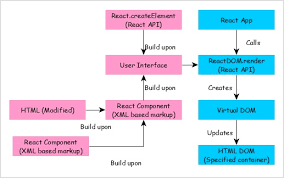 React.createElement
(React API)
React App
Build upon
Calls
User Interface
ReactDOM.render
(React API)
Build upon
Creates
HTML (Modified)
React Component
(XML based markup)
Virtual DOM
Build upon
Updates
React Component
(XML based markup)
HTML DOM
(Specified container)
Build upon